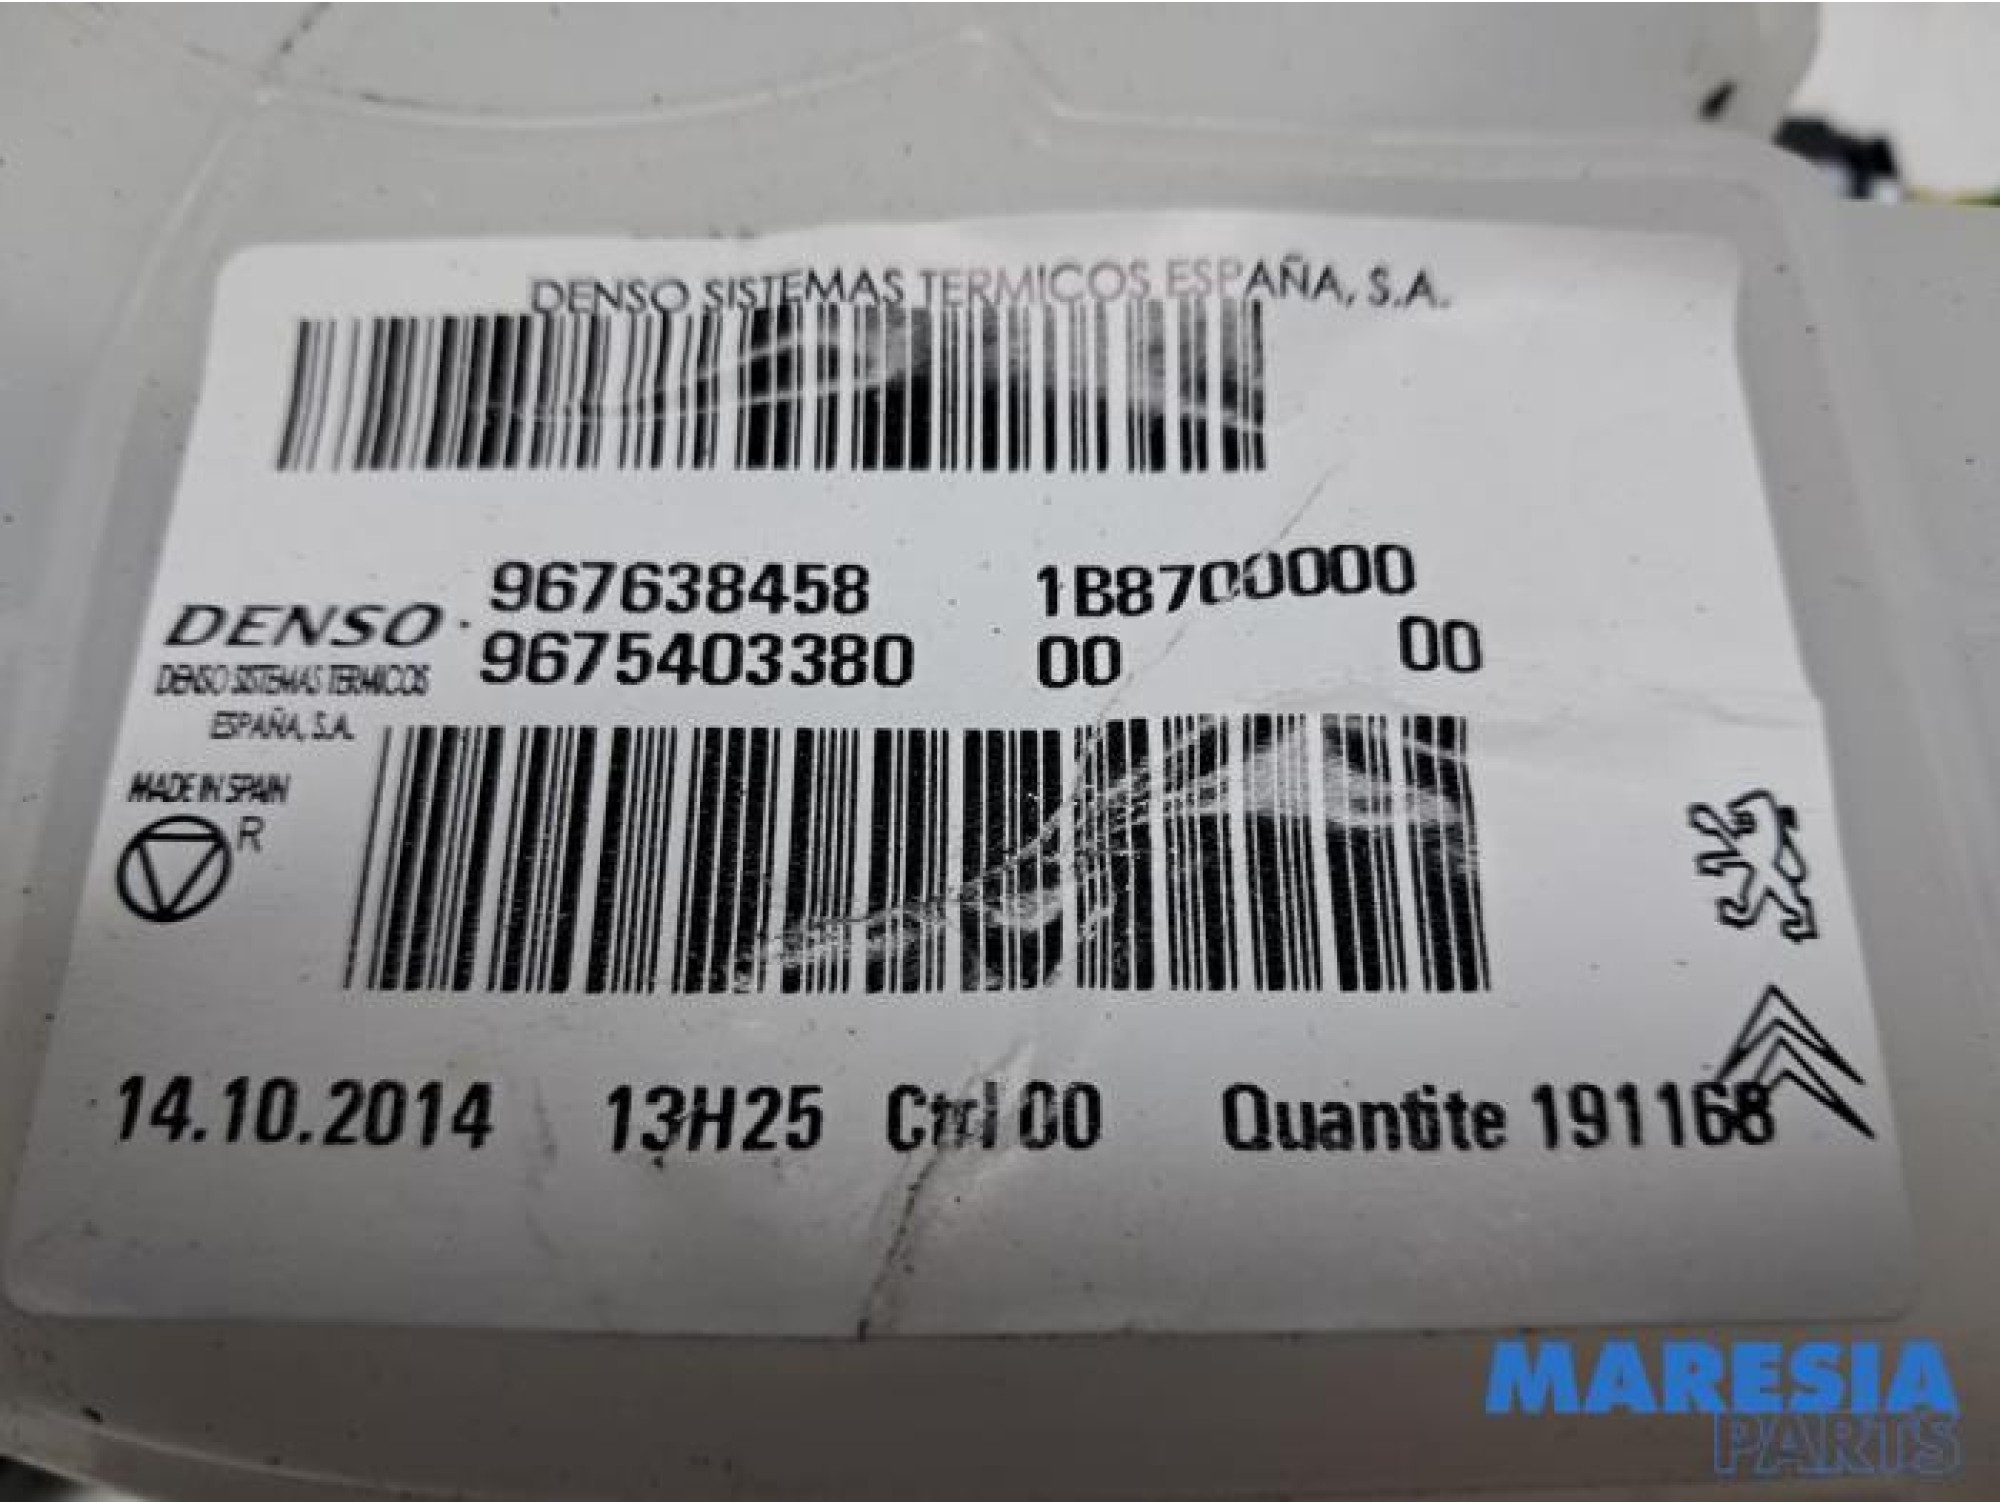 DENSO SISTEMAS TERMICOS ESPAÑA, S.A.
967638458 1B8700000
DENSO
9675403380 00 00
DENSO SISTEMAS TERMICOS
ESPAÑA, S.A.
MADE IN SPAIN
R
14.10.2014 13H25 Ctrl 00 Quantite 191168
MARESIA
PARTS